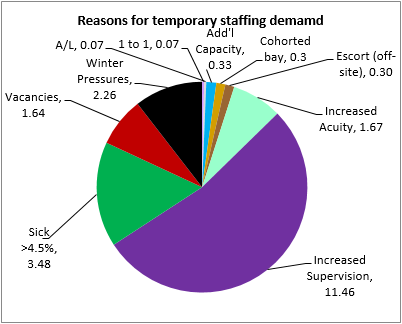 Reasons for temporary staffing demamd
A/L, 0.07
1 to 1, 0.07
Add'l
Capacity,
0.33
Cohorted
bay, 0.3
Escort (off-
site), 0.30
Increased
Acuity, 1.67
Increased
Supervision,
11.46
Sick
>4.5%,
3.48
Vacancies,
1.64
Winter
Pressures,
2.26